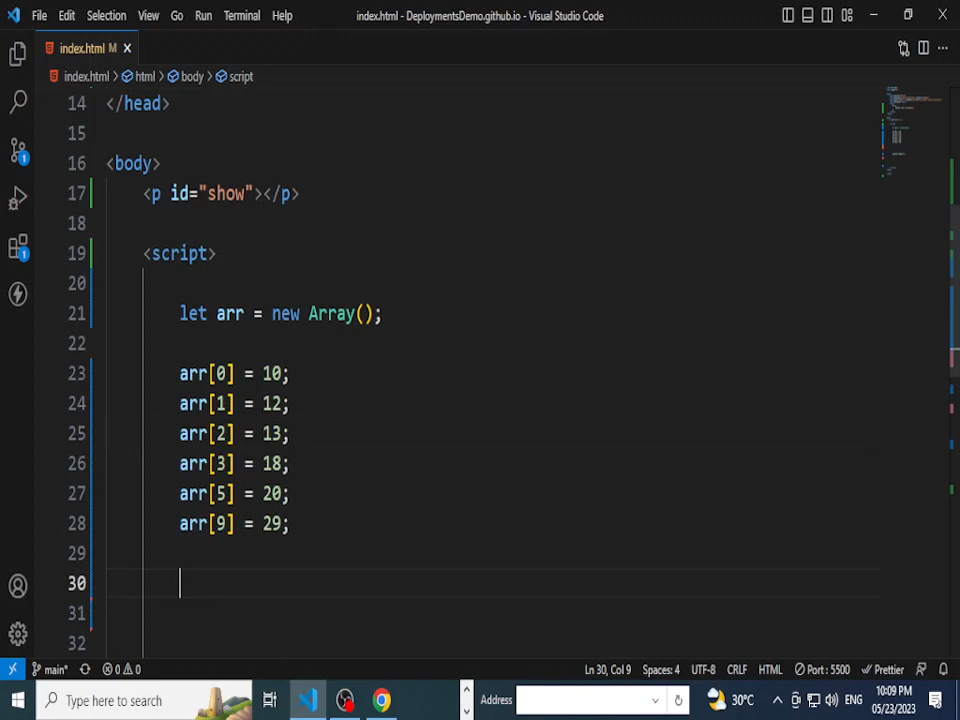 File Edit Selection View Go Run Terminal Help index.html - DeploymentsDemo.github.io - Visual Studio Code
index.html M
index.html > html > body > script
14 </head>
15
16 <body>
17 <p id="show"></p>
18
19 <script>
20
21 let arr = new Array();
22
23 arr[0] = 10;
24 arr[1] = 12;
25 arr[2] = 13;
26 arr[3] = 18;
27 arr[5] = 20;
28 arr[9] = 29;
29
30
31
32
1
1
main* 0 0 Ln 30, Col 9 Spaces: 4 UTF-8 CRLF HTML Port : 5500 Prettier
Type here to search Address 30°C ENG 10:09 PM
05/23/2023